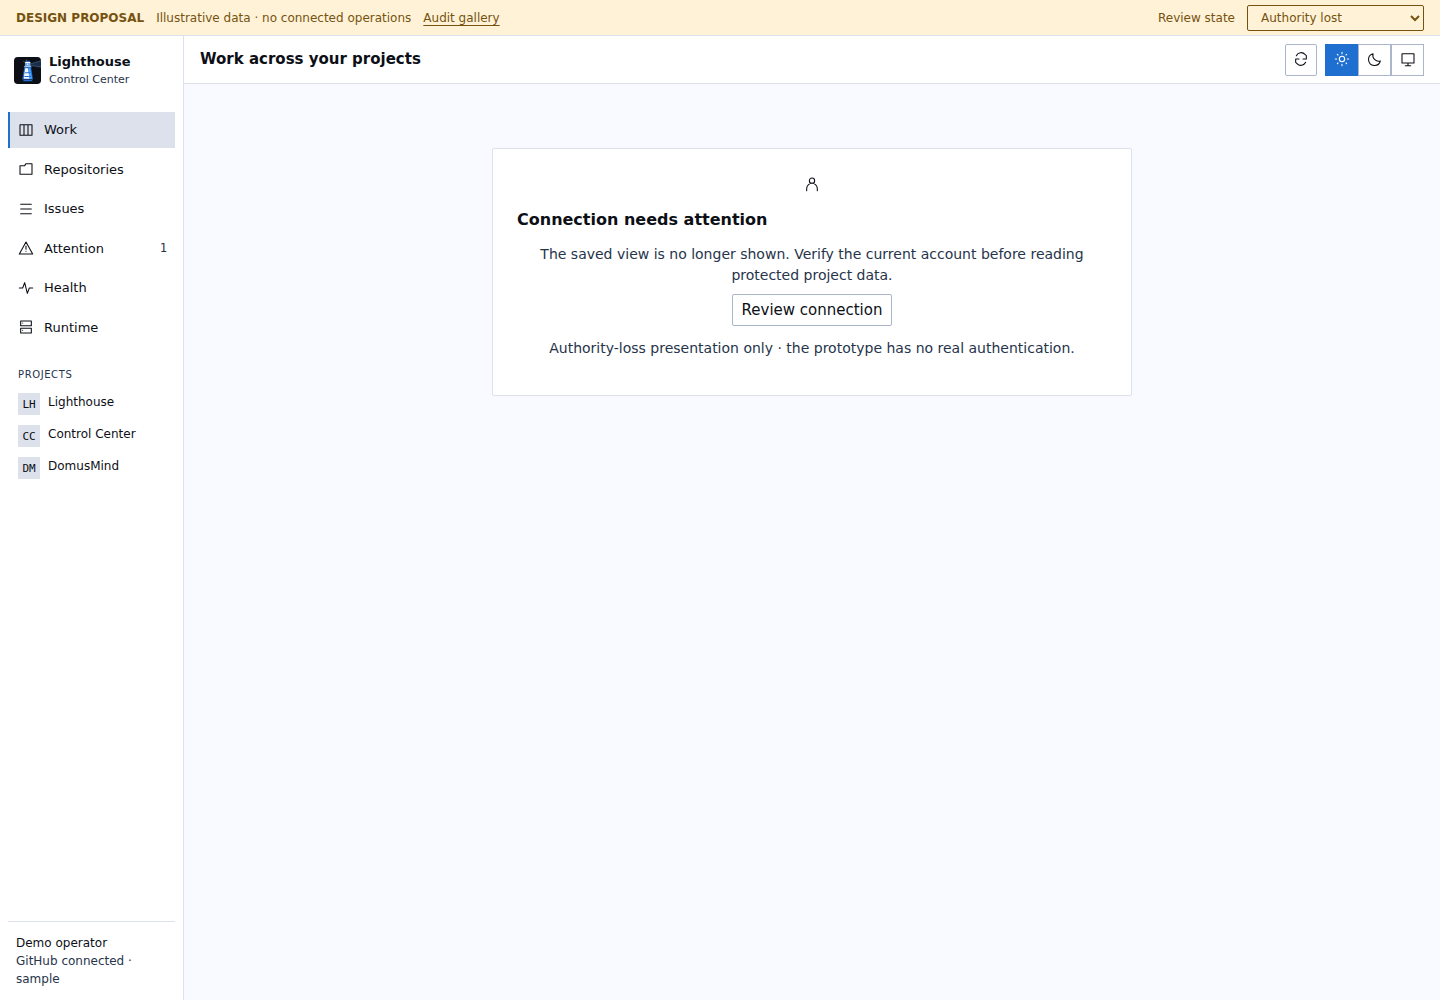 DESIGN PROPOSAL Illustrative data · no connected operations Audit gallery Review state Authority lost
Lighthouse
Control Center
Work across your projects
Work
Repositories
Issues
Attention 1
Health
Runtime
PROJECTS
LH Lighthouse
CC Control Center
DM DomusMind
Connection needs attention
The saved view is no longer shown. Verify the current account before reading
protected project data.
Review connection
Authority-loss presentation only · the prototype has no real authentication.
Demo operator
GitHub connected ·
sample